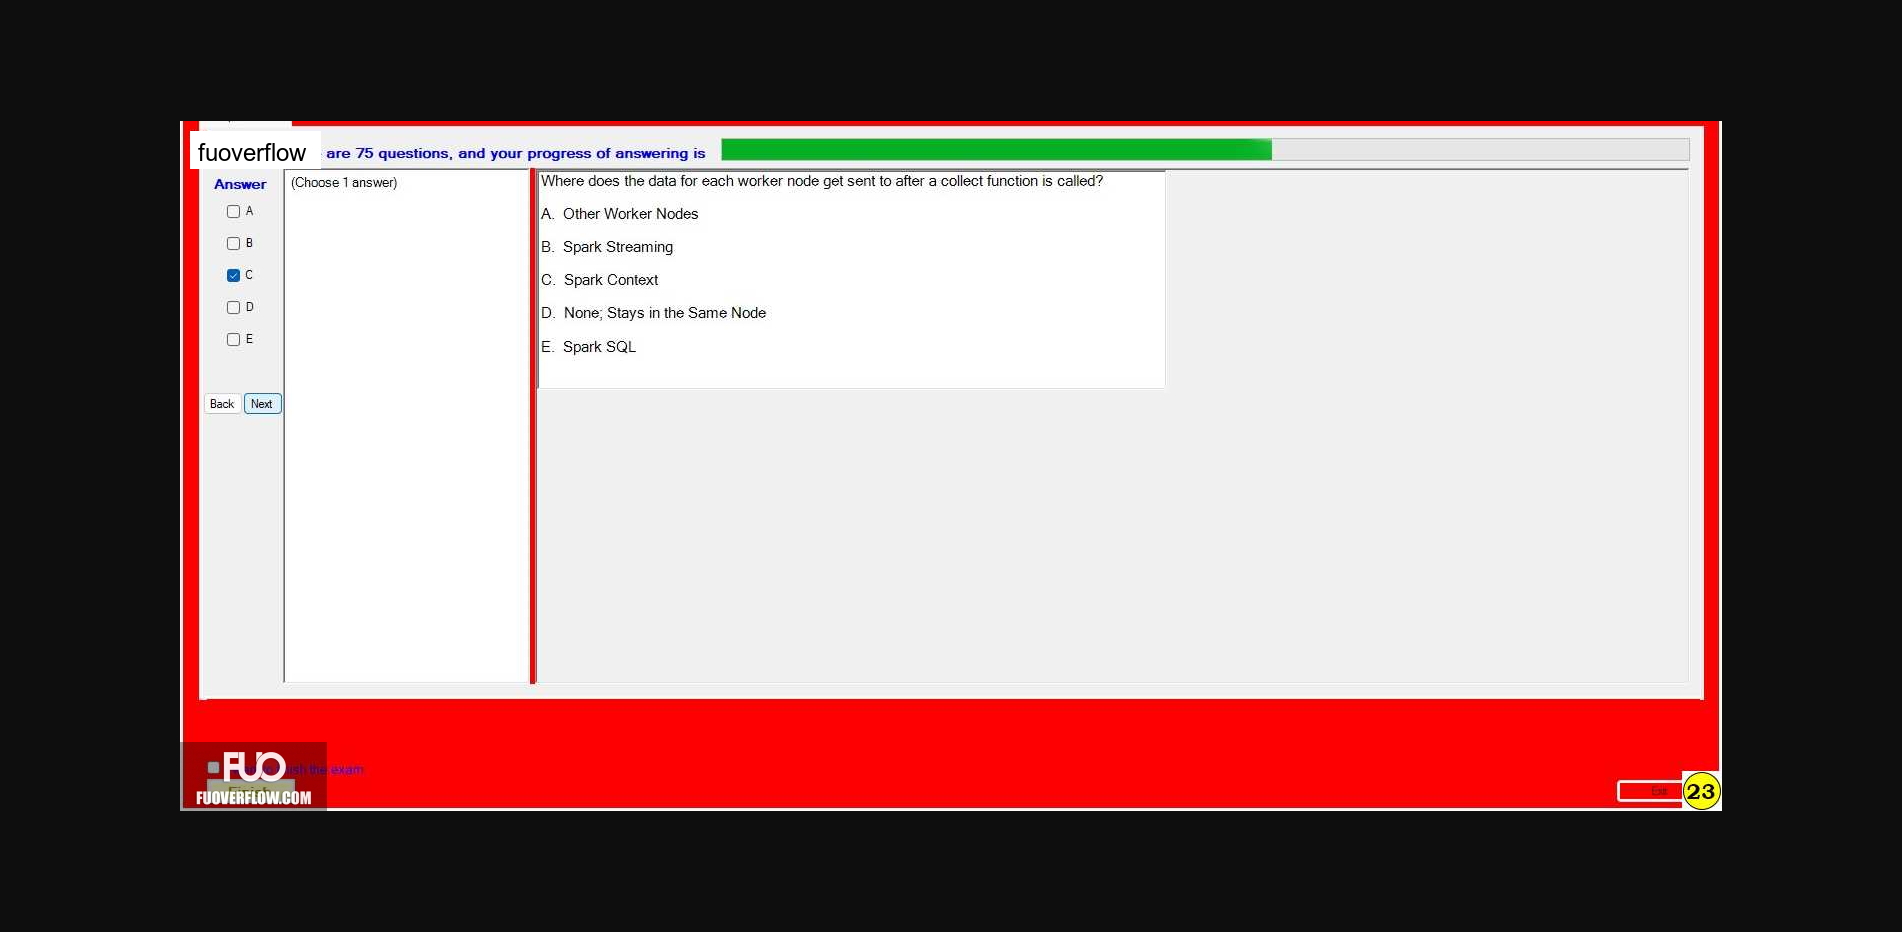 fuoverflow
are 75 questions, and your progress of answering is
Answer
(Choose 1 answer)
A
B
C
D
E
Back Next
Where does the data for each worker node get sent to after a collect function is called?
A. Other Worker Nodes
B. Spark Streaming
C. Spark Context
D. None; Stays in the Same Node
E. Spark SQL
FUO
the exam
FUOVERFLOW.COM
Exit
23